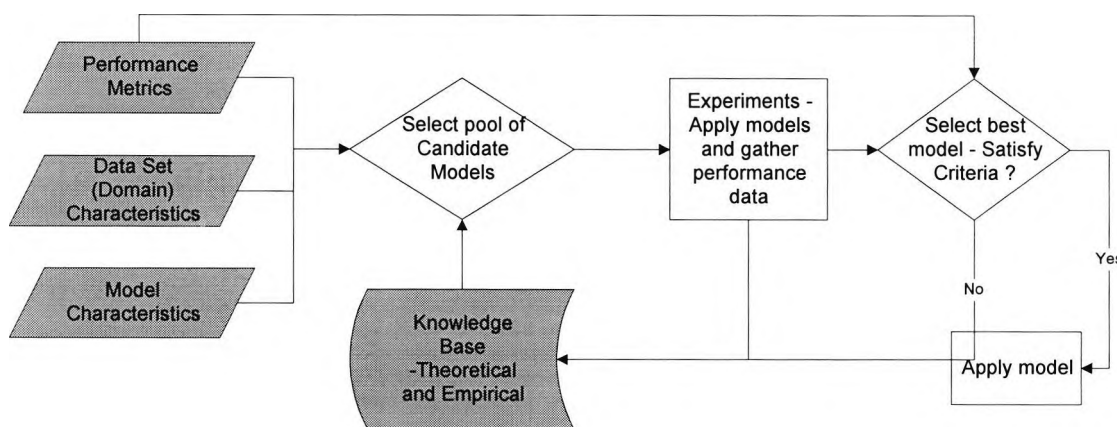 Performance
Metrics
Data Set
(Domain)
Characteristics
Model
Characteristics
Select pool of
Candidate
Models
Knowledge
Base
-Theoretical
and Empirical
Experiments -
Apply models
and gather
performance
data
Select best
model - Satisfy
Criteria ?
No
Yes
Apply model